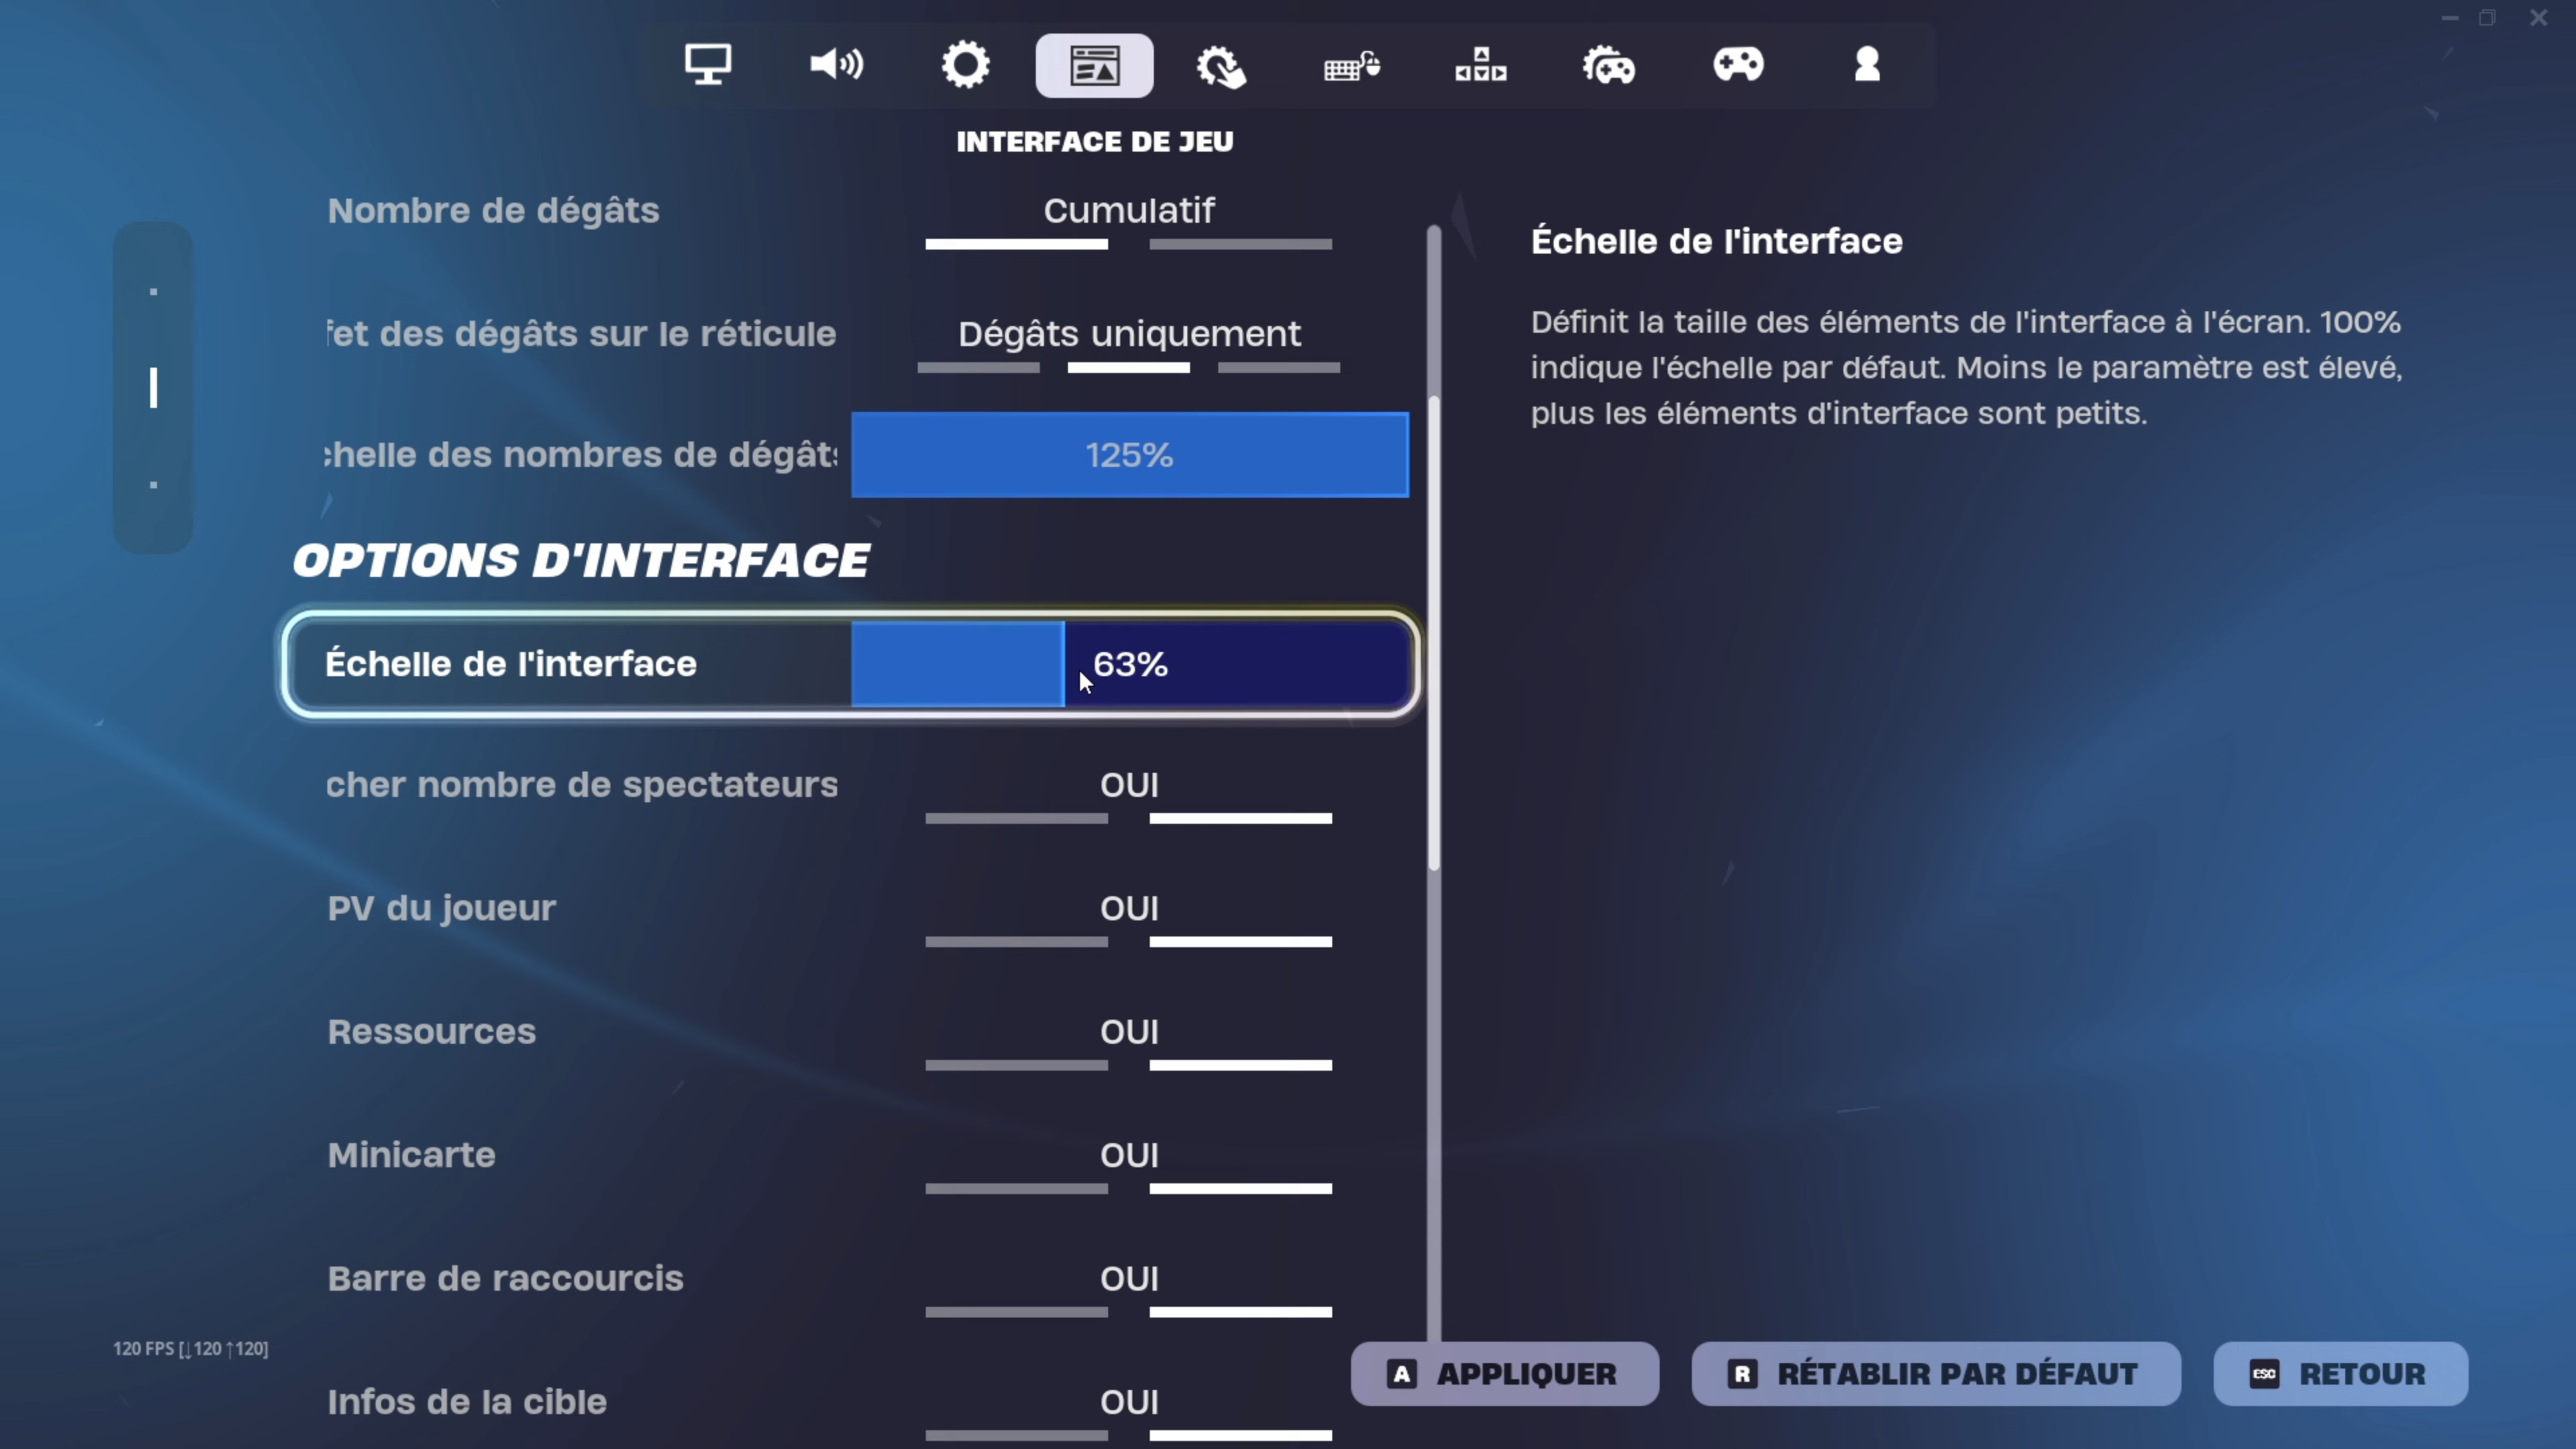 INTERFACE DE JEU
Nombre de dégâts
Cumulatif
fet des dégâts sur le réticule
Dégâts uniquement
chelle des nombres de dégâts
125%
OPTIONS D'INTERFACE
Échelle de l'interface
63%
cher nombre de spectateurs
OUI
PV du joueur
OUI
Ressources
OUI
Minicarte
OUI
Barre de raccourcis
OUI
Infos de la cible
OUI
Échelle de l'interface
Définit la taille des éléments de l'interface à l'écran. 100%
indique l'échelle par défaut. Moins le paramètre est élevé,
plus les éléments d'interface sont petits.
120 FPS [↓120 ↑120]
A APPLIQUER
R RÉTABLIR PAR DÉFAUT
ESC RETOUR